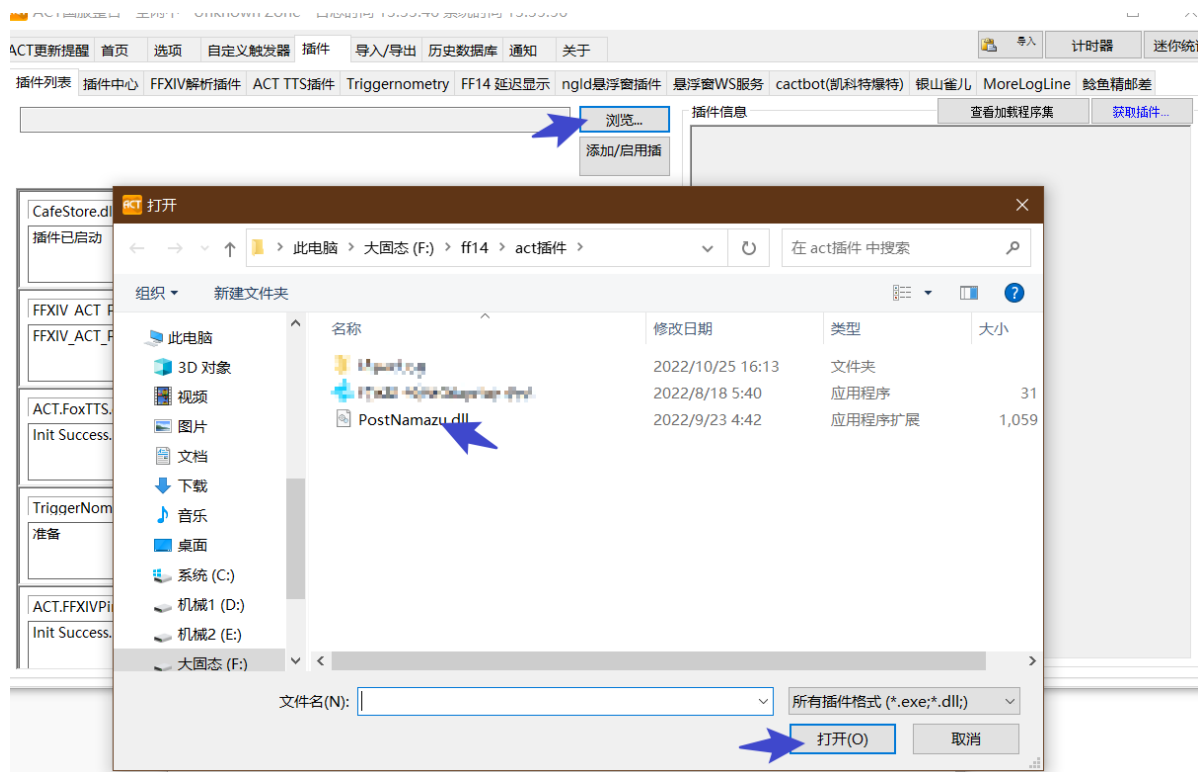 ACT更新提醒 首页 选项 自定义触发器 插件 导入/导出 历史数据库 通知 关于 导入 计时器 迷你统
插件列表 插件中心 FFXIV解析插件 ACT TTS插件 Triggernometry FF14 延迟显示 ngld悬浮窗插件 悬浮窗WS服务 cactbot(凯科特爆特) 银山雀儿 MoreLogLine 鲶鱼精邮差
浏览... 插件信息 查看加载程序集 获取插件...
添加/启用插
CafeStore.dl
插件已启动
FFXIV_ACT_P
FFXIV_ACT_P
ACT.FoxTTS.
Init Success.
TriggerNom
准备
ACT.FFXIVPi
Init Success.
ACT 打开
此电脑 > 大固态 (F:) > ff14 > act插件 >
在 act插件 中搜索
组织 新建文件夹
名称 修改日期 类型 大小
此电脑
3D 对象
视频
图片
文档
下载
音乐
桌面
系统 (C:)
机械1 (D:)
机械2 (E:)
大固态 (F:)
2022/10/25 16:13 文件夹
2022/8/18 5:40 应用程序 31
PostNamazu.dll 2022/9/23 4:42 应用程序扩展 1,059
文件名(N): 所有插件格式 (*.exe;*.dll;)
打开(O) 取消